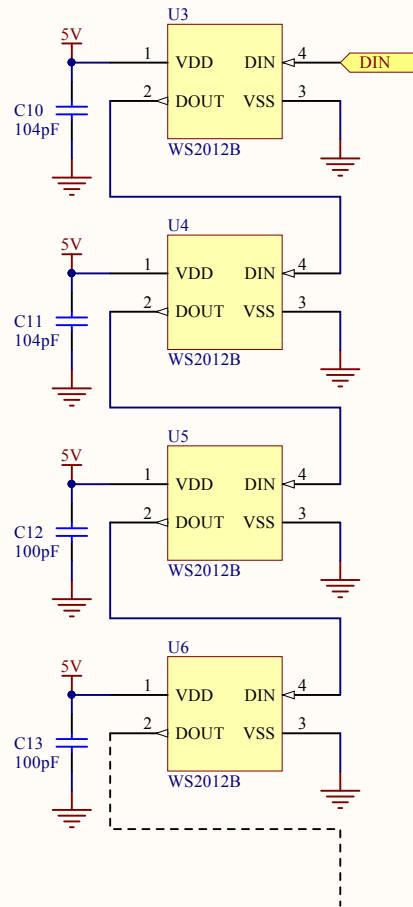 U3
5V
1 VDD DIN 4 DIN
2 DOUT VSS 3
C10
104pF
WS2012B
U4
5V
1 VDD DIN 4
2 DOUT VSS 3
C11
104pF
WS2012B
U5
5V
1 VDD DIN 4
2 DOUT VSS 3
C12
100pF
WS2012B
U6
5V
1 VDD DIN 4
2 DOUT VSS 3
C13
100pF
WS2012B